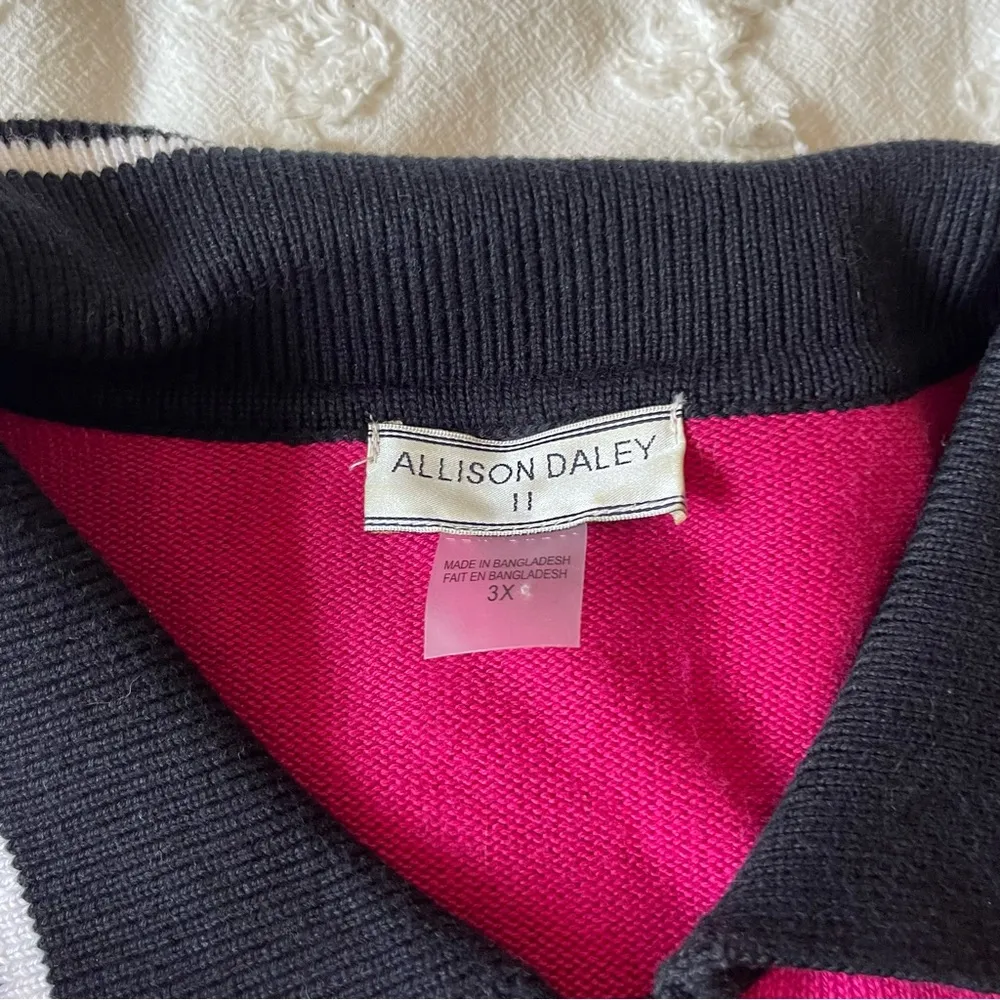 ALLISON DALEY
II
MADE IN BANGLADESH
FAIT EN BANGLADESH
3X